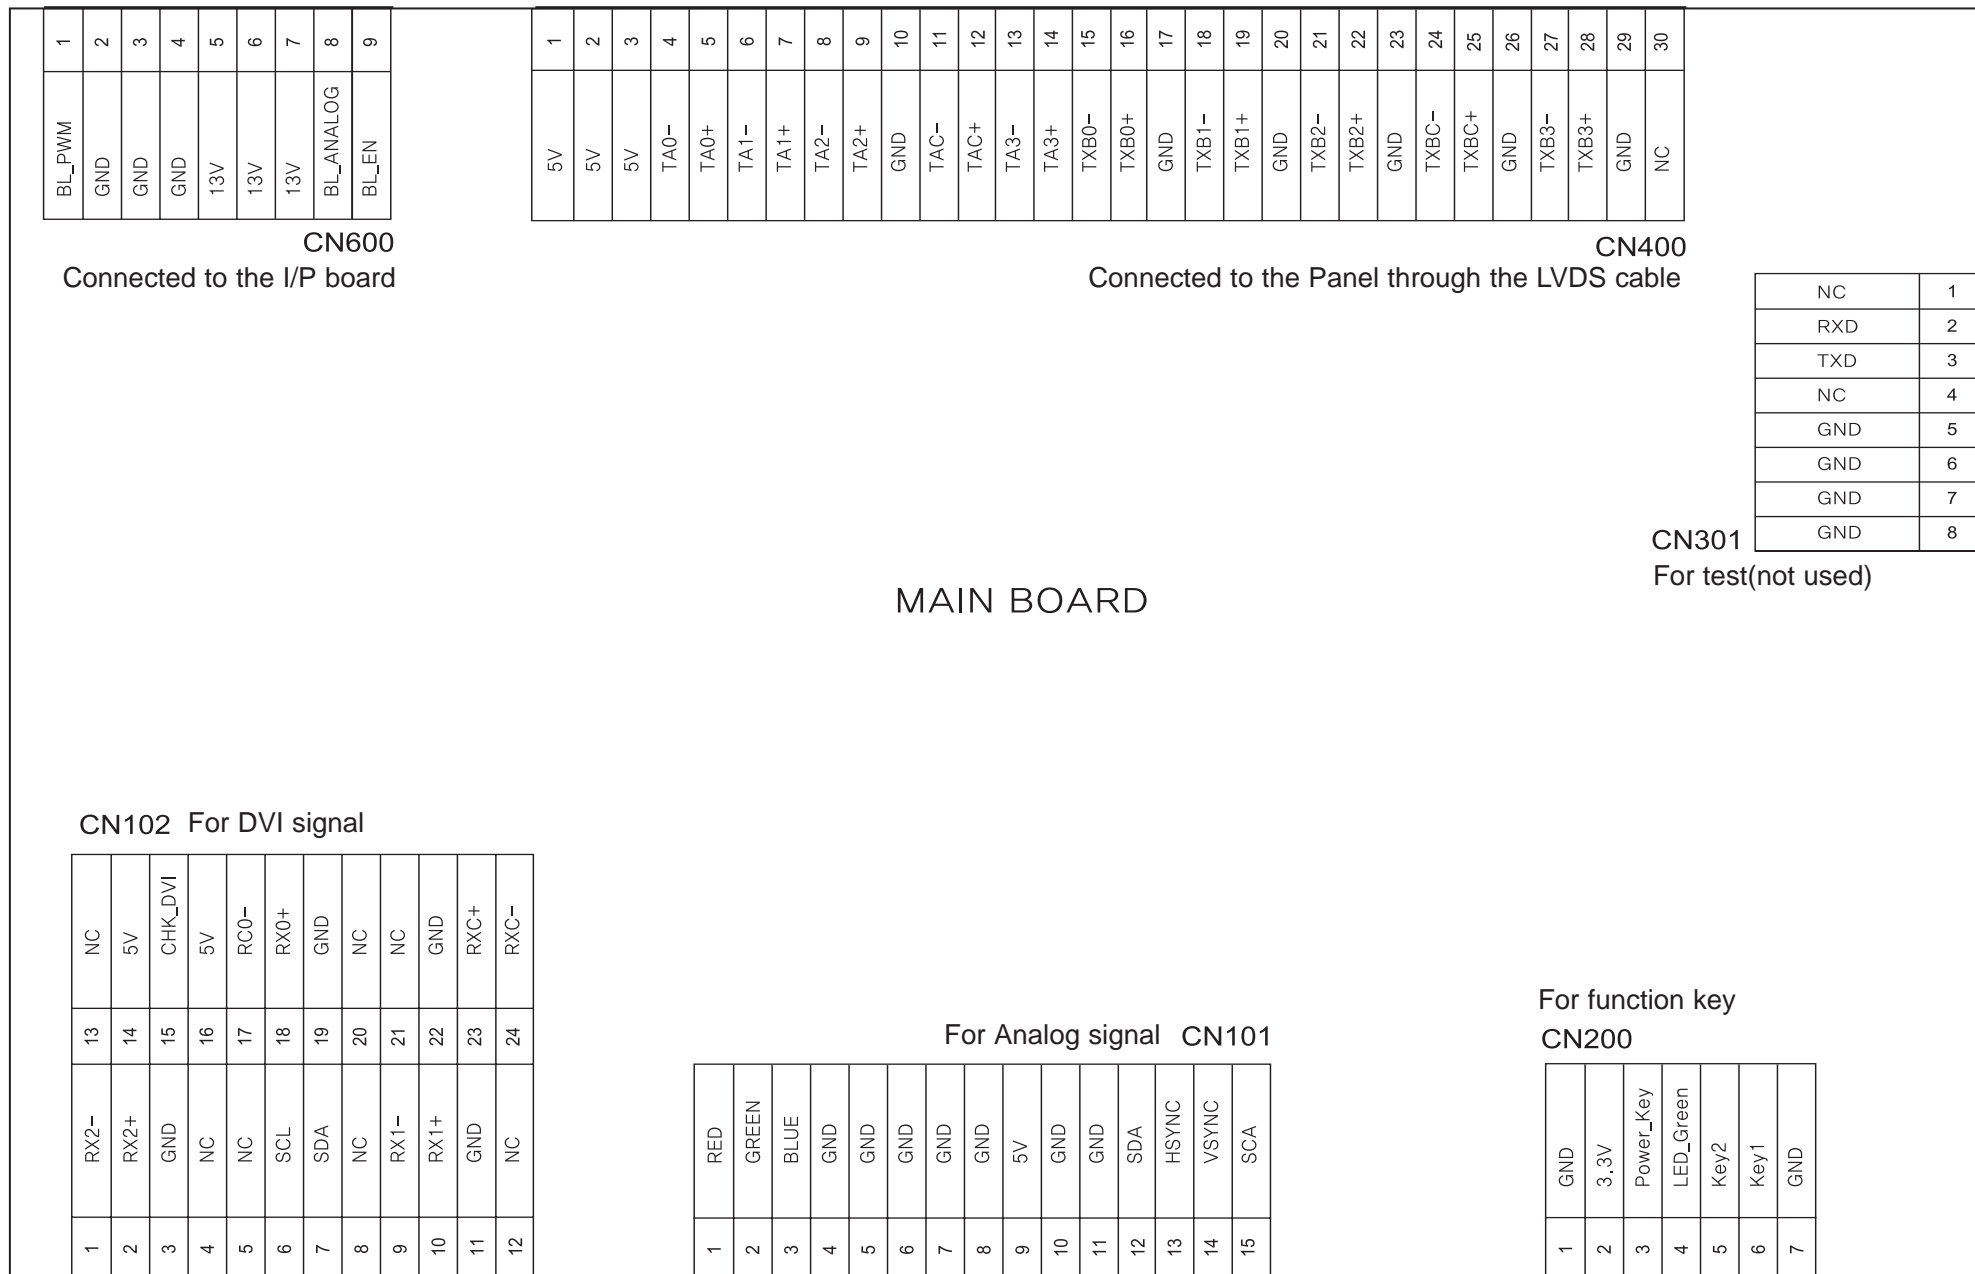 1 2 3 4 5 6 7 8 9
BL_PWM GND GND GND 13V 13V 13V BL_ANALOG BL_EN
CN600
Connected to the I/P board
1 2 3 4 5 6 7 8 9 10 11 12 13 14 15 16 17 18 19 20 21 22 23 24 25 26 27 28 29 30
5V 5V 5V TA0- TA0+ TA1- TA1+ TA2- TA2+ GND TAC- TAC+ TA3- TA3+ TXB0- TXB0+ GND TXB1- TXB1+ GND TXB2- TXB2+ GND TXBC- TXBC+ GND TXB3- TXB3+ GND NC
CN400
Connected to the Panel through the LVDS cable
NC 1
RXD 2
TXD 3
NC 4
GND 5
GND 6
GND 7
GND 8
CN301
For test(not used)
MAIN BOARD
CN102 For DVI signal
NC 5V CHK_DVI 5V RC0- RX0+ GND NC NC GND RXC+ RXC-
13 14 15 16 17 18 19 20 21 22 23 24
RX2- RX2+ GND NC NC SCL SDA NC RX1- RX1+ GND NC
1 2 3 4 5 6 7 8 9 10 11 12
For Analog signal CN101
RED GREEN BLUE GND GND GND GND GND 5V GND GND SDA HSYNC VSYNC SCA
1 2 3 4 5 6 7 8 9 10 11 12 13 14 15
For function key
CN200
GND 3.3V Power_Key LED_Green Key2 Key1 GND
1 2 3 4 5 6 7